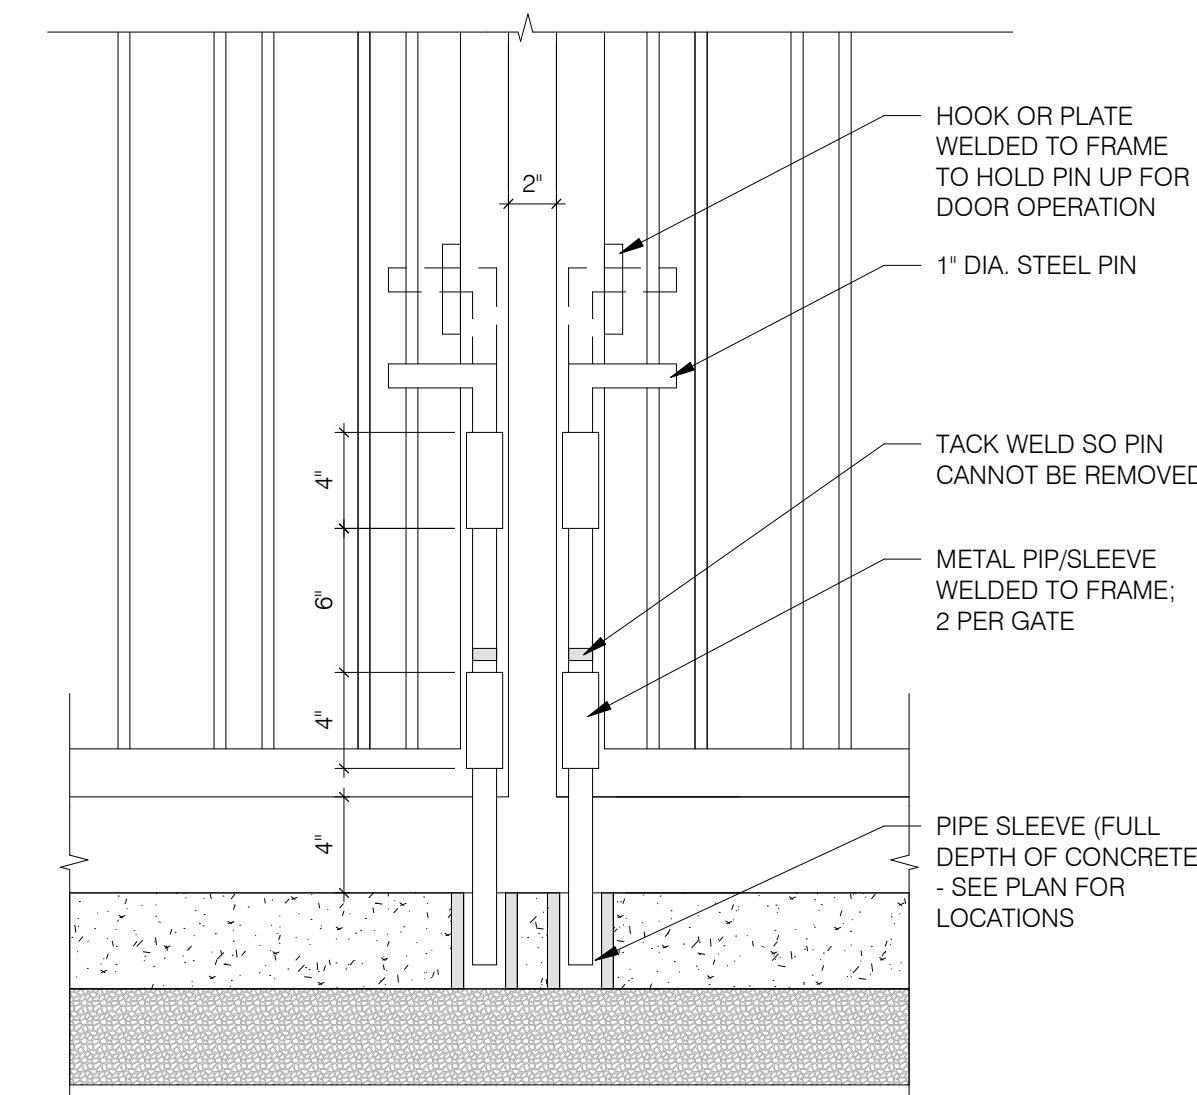 HOOK OR PLATE
WELDED TO FRAME
TO HOLD PIN UP FOR
DOOR OPERATION
2"
1" DIA. STEEL PIN
TACK WELD SO PIN
CANNOT BE REMOVED
4"
METAL PIP/SLEEVE
WELDED TO FRAME;
2 PER GATE
6"
4"
PIPE SLEEVE (FULL
DEPTH OF CONCRETE
- SEE PLAN FOR
LOCATIONS
4"